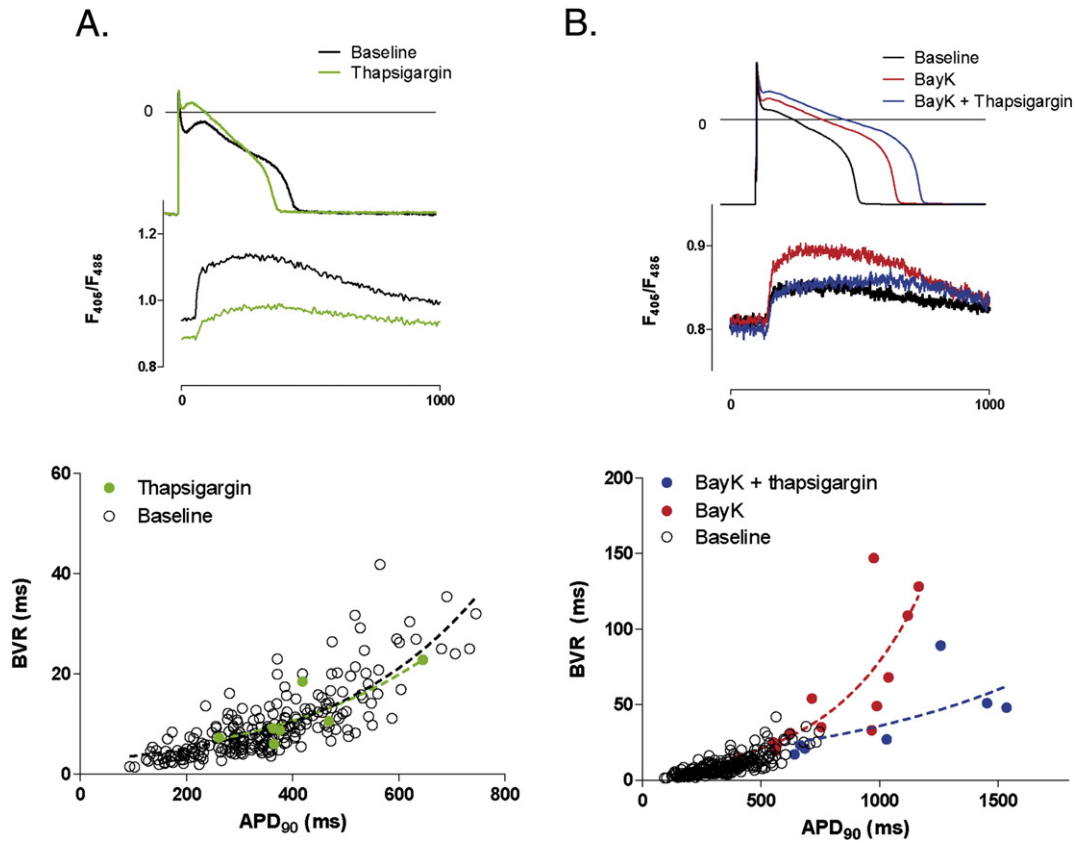 A.
Baseline
Thapsigargin
0
1.2
1.0
0.8
F405/F485
0
1000
B.
Baseline
BayK
BayK + Thapsigargin
0
0.9
0.8
F405/F485
0
1000
60
40
20
0
BVR (ms)
Thapsigargin
Baseline
0
200
400
600
800
APD90 (ms)
200
150
100
50
0
BVR (ms)
BayK + thapsigargin
BayK
Baseline
0
500
1000
1500
APD90 (ms)